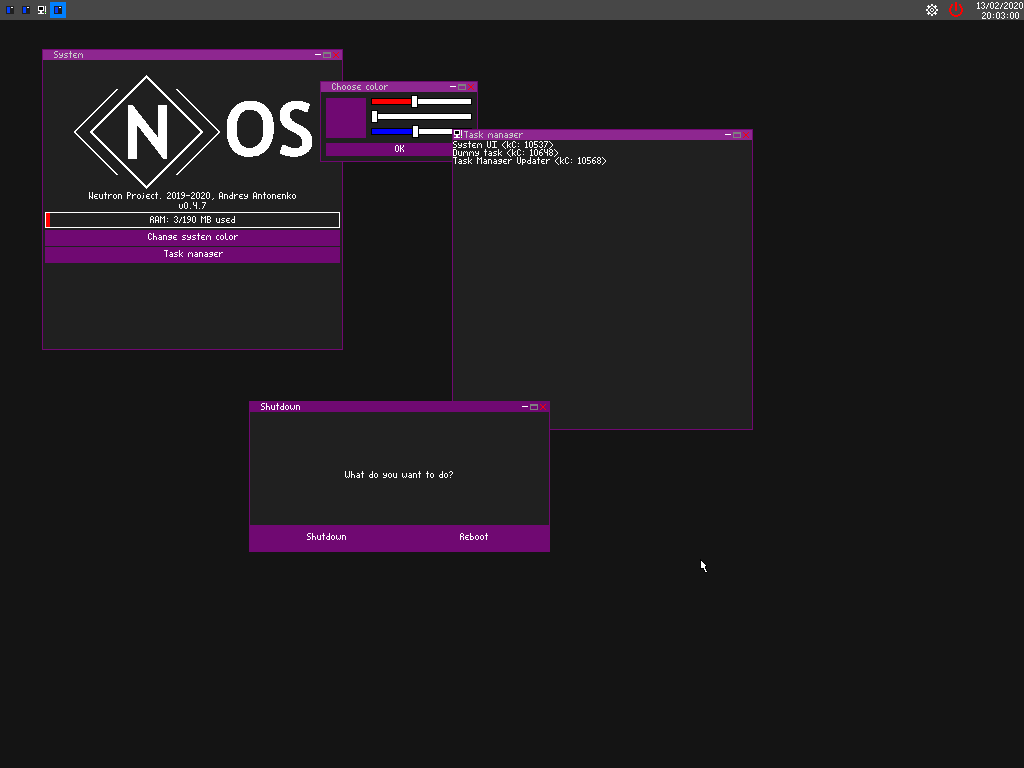 13/02/2020
20:03:00
System
N OS
Neutron Project. 2019-2020, Andrey Antonenko
v0.4.7
RAM: 3/190 MB used
Change system color
Task manager
Choose color
OK
Task manager
System UI (kC: 10537)
Dummy task (kC: 10648)
Task Manager Updater (kC: 10568)
Shutdown
What do you want to do?
Shutdown Reboot